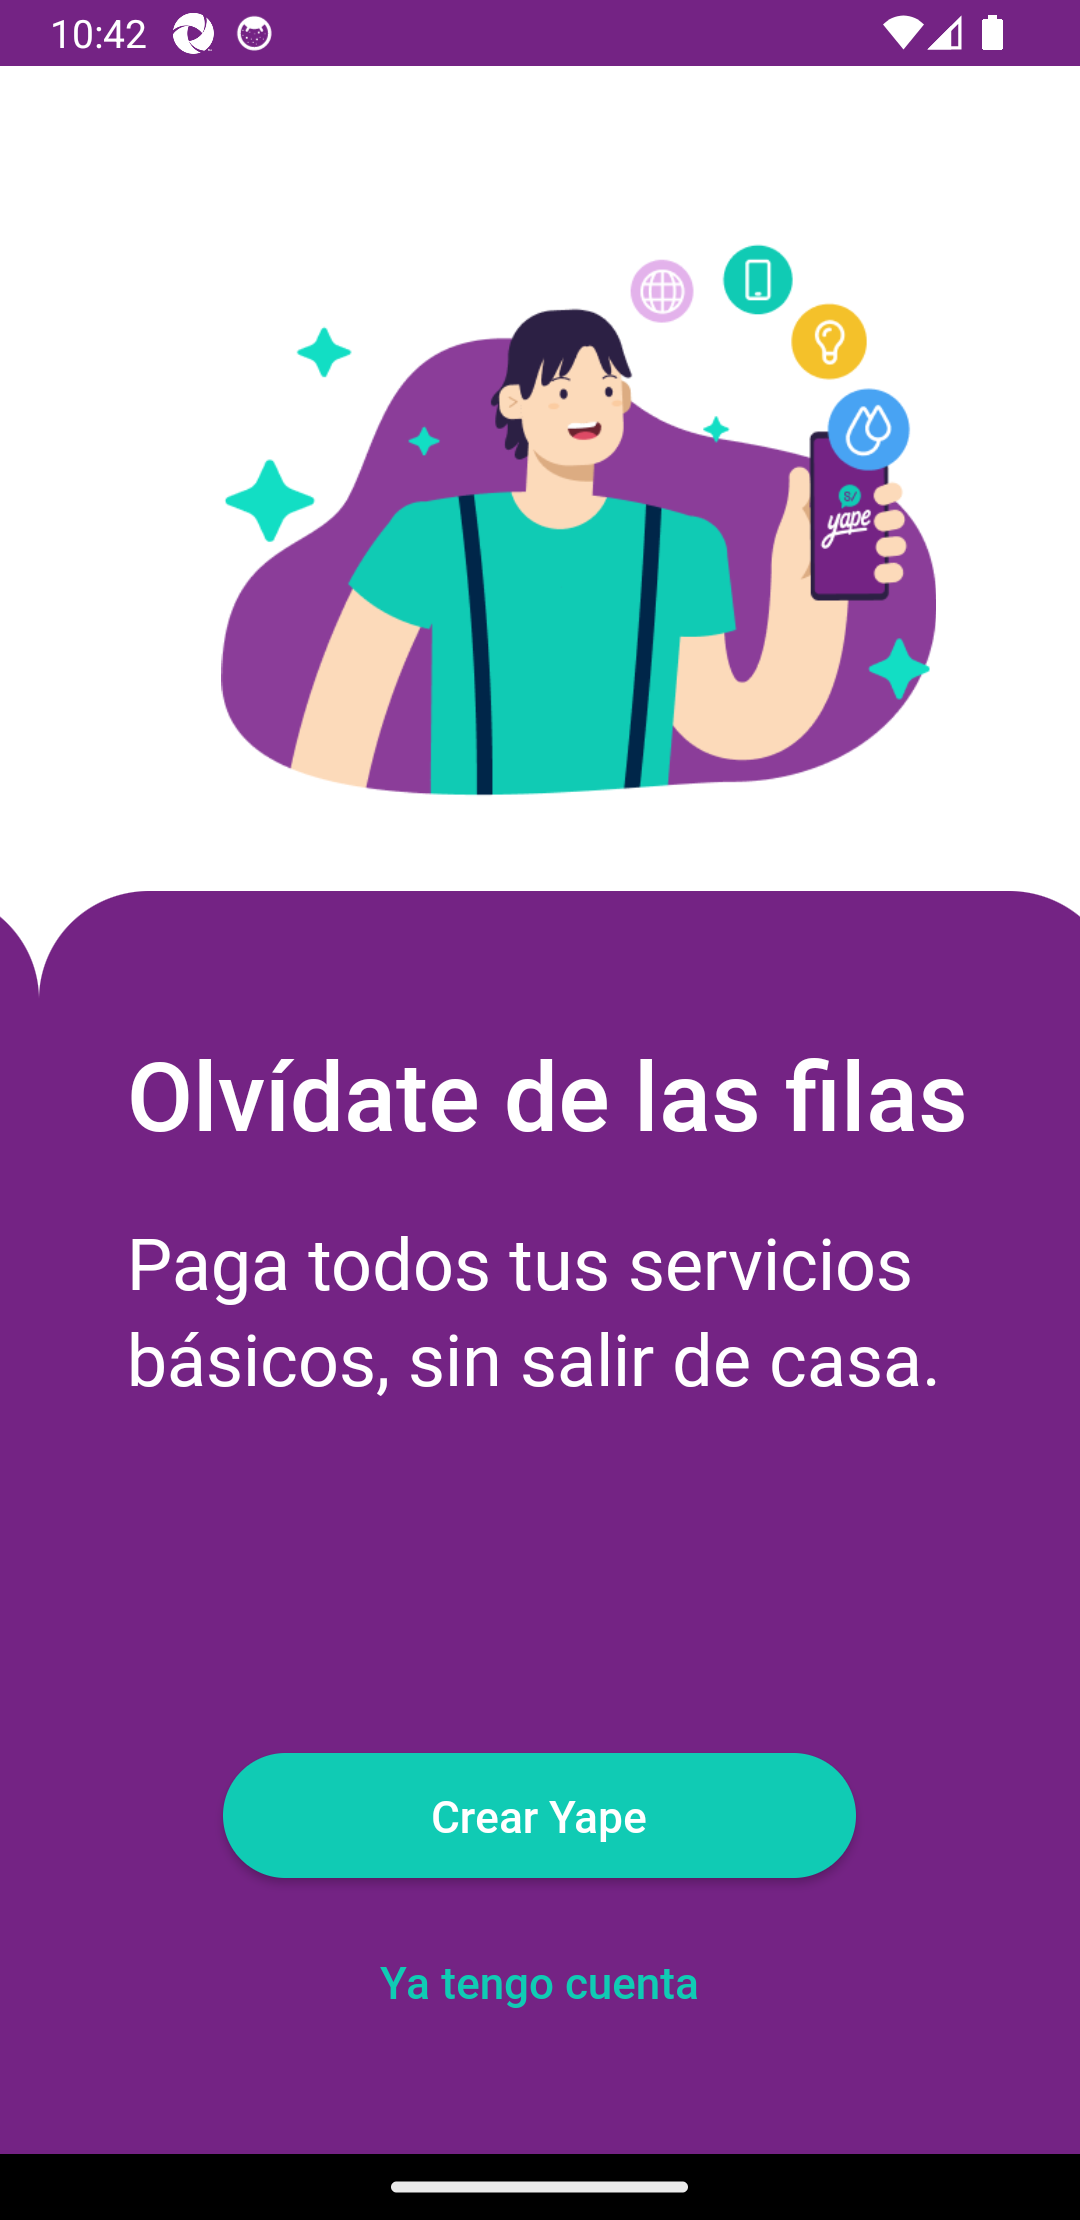 10:42
S/
yape
Olvídate de las filas
Paga todos tus servicios
básicos, sin salir de casa.
Crear Yape
Ya tengo cuenta